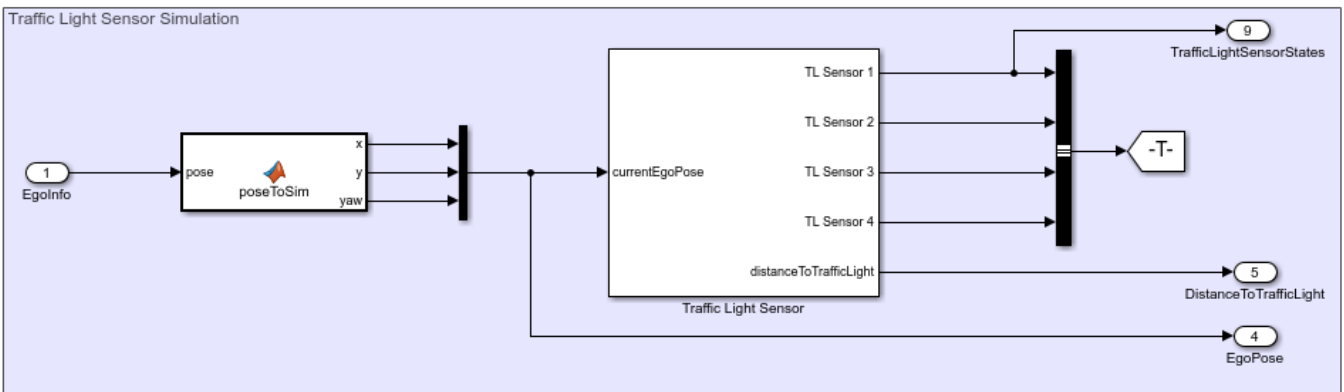 Traffic Light Sensor Simulation
9
TrafficLightSensorStates
TL Sensor 1
TL Sensor 2
x
1
EgoInfo
pose
poseToSim
y
yaw
currentEgoPose
TL Sensor 3
-T-
TL Sensor 4
distanceToTrafficLight
5
DistanceToTrafficLight
Traffic Light Sensor
4
EgoPose